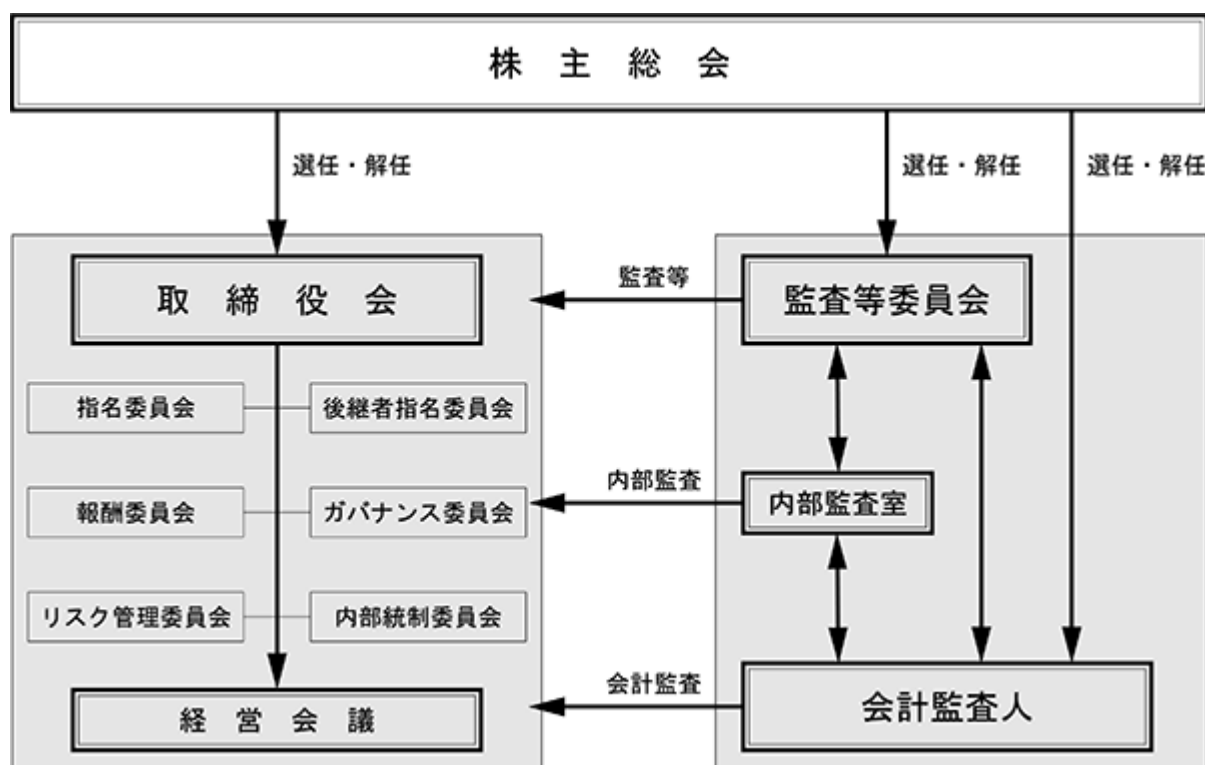 株主総会
選任・解任
選任・解任
選任・解任
取締役会
監査等
監査等委員会
指名委員会
後継者指名委員会
内部監査
内部監査室
報酬委員会
ガバナンス委員会
リスク管理委員会
内部統制委員会
会計監査
会計監査人
経営会議